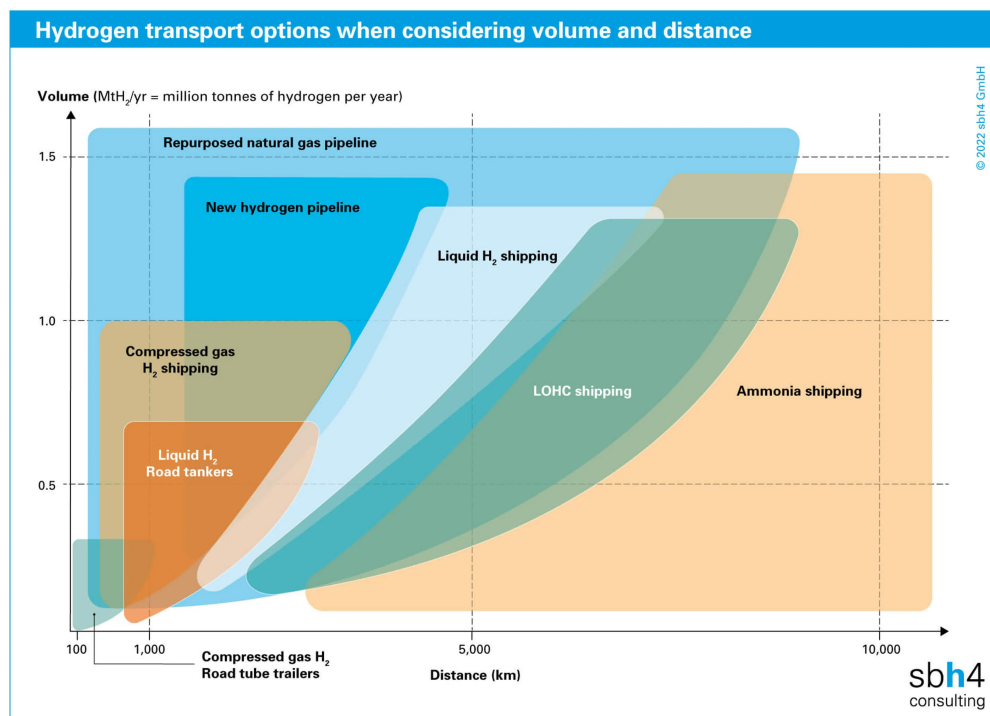 Hydrogen transport options when considering volume and distance
© 2022 sbh4 GmbH
Volume (MtH₂/yr = million tonnes of hydrogen per year)
Repurposed natural gas pipeline
1.5
New hydrogen pipeline
Liquid H₂ shipping
1.0
Compressed gas
H₂ shipping
LOHC shipping
Ammonia shipping
Liquid H₂
Road tankers
0.5
100
1,000
5,000
10,000
Compressed gas H₂
Road tube trailers
Distance (km)
sbh4
consulting